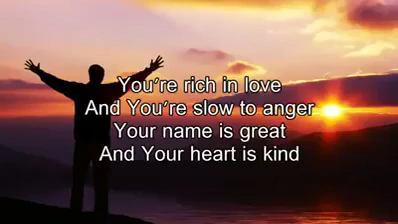 You're rich in love
And You're slow to anger
Your name is great
And Your heart is kind